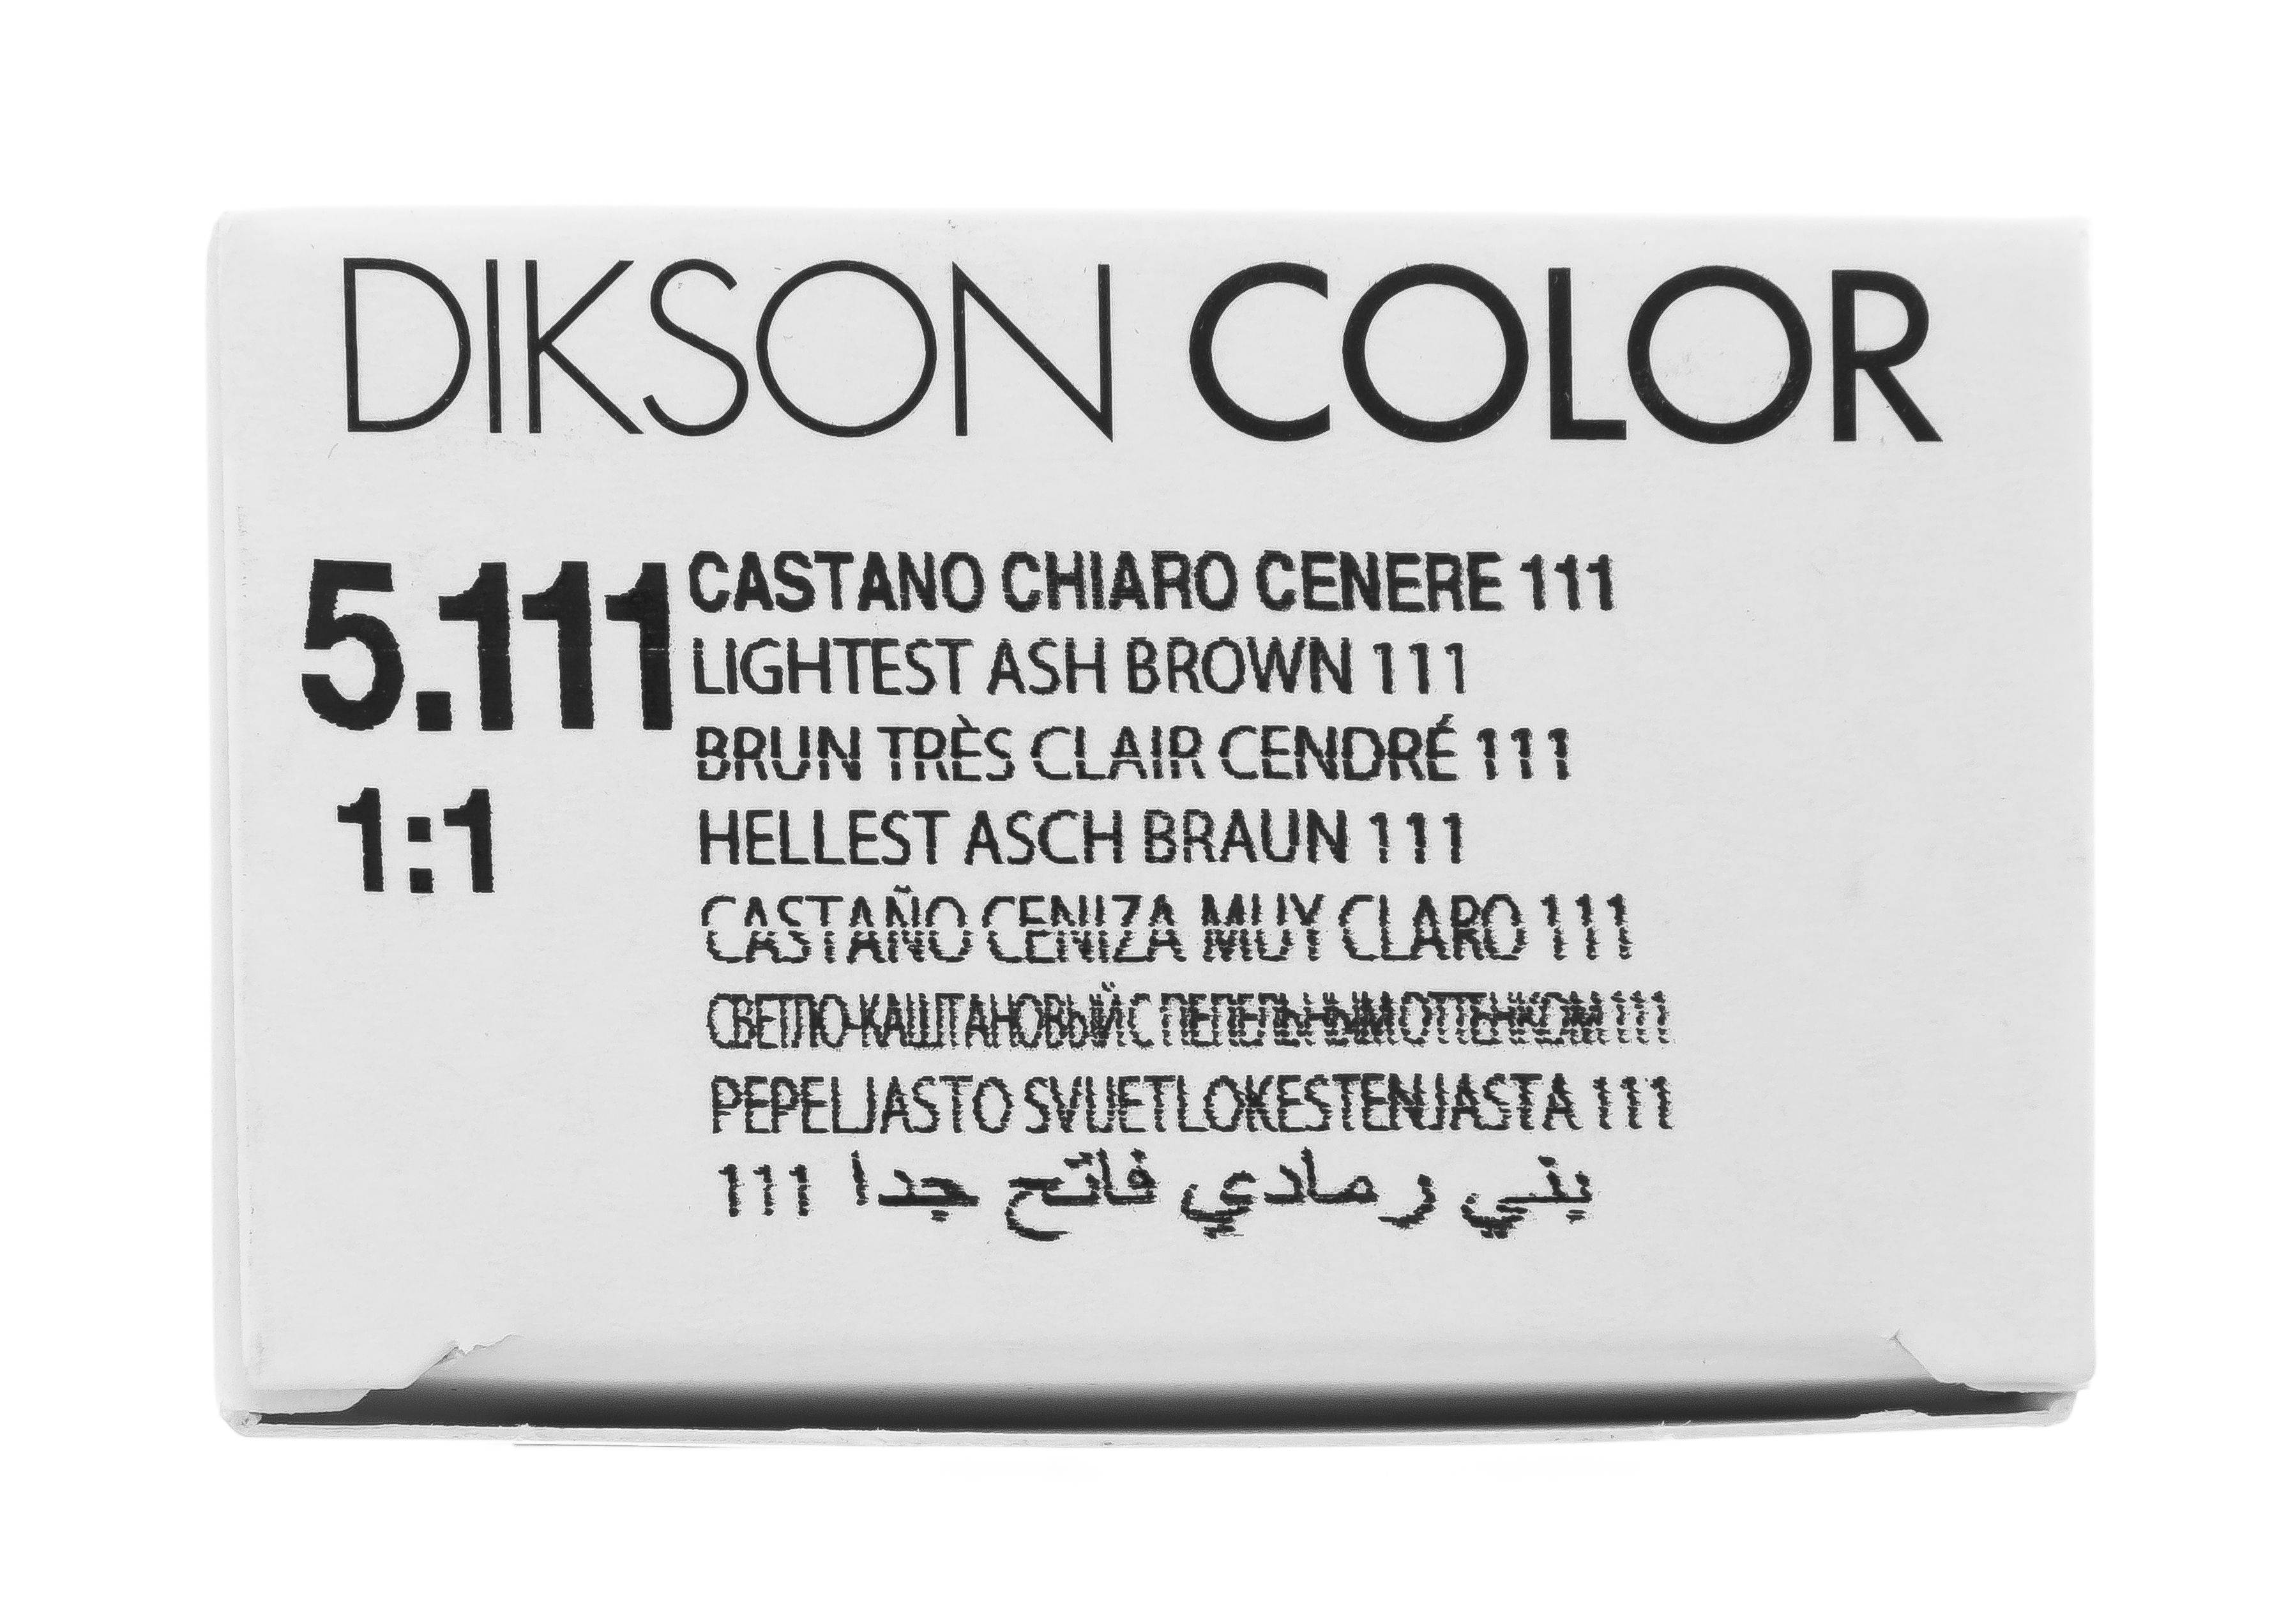 DIKSON COLOR
5.111
1:1
CASTANO CHIARO CENERE 111
LIGHTEST ASH BROWN 111
BRUN TRÈS CLAIR CENDRÉ 111
HELLEST ASCH BRAUN 111
CASTAÑO CENIZA MUY CLARO 111
СВЕТЛО-КАШТАНОВЫЙ С ПЕПЕЛЬНЫМ ОТТЕНКОМ 111
PEPELJASTO SVIJETLOKESTENJASTA 111
بني رمادي فاتح جدا 111